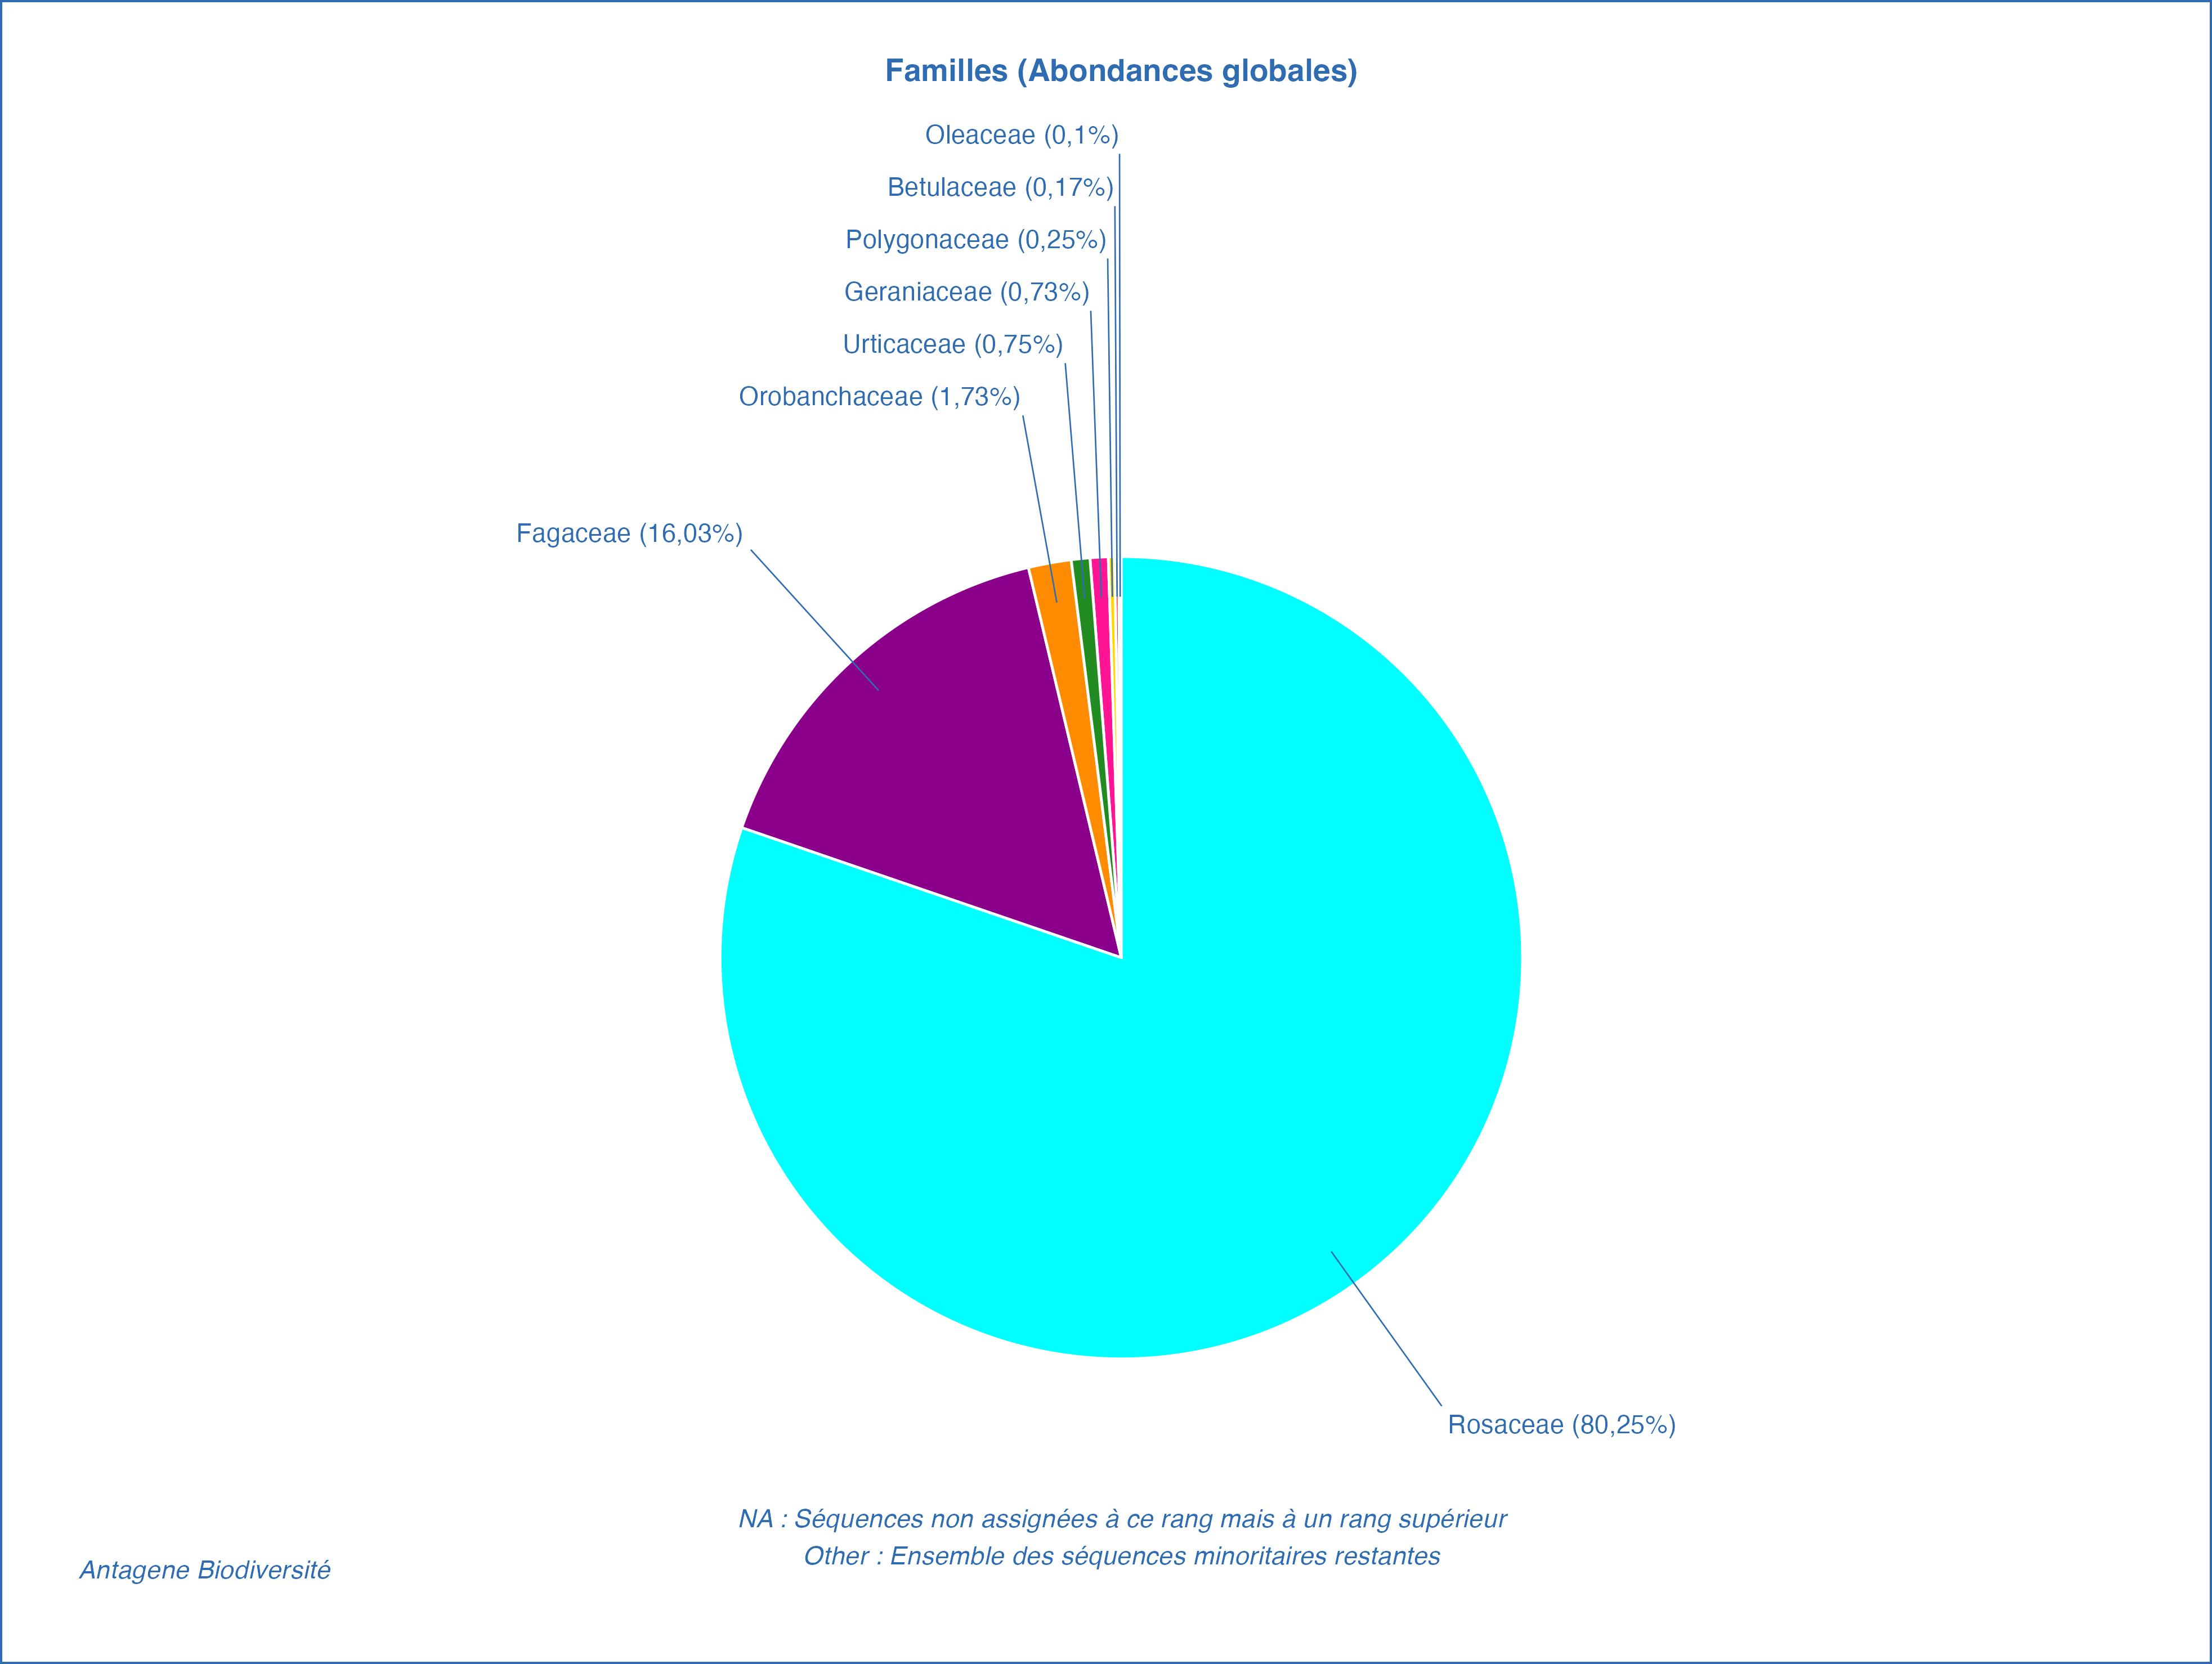 Familles (Abondances globales)
Oleaceae (0,1%)
Betulaceae (0,17%)
Polygonaceae (0,25%)
Geraniaceae (0,73%)
Urticaceae (0,75%)
Orobanchaceae (1,73%)
Fagaceae (16,03%)
Rosaceae (80,25%)
NA : Séquences non assignées à ce rang mais à un rang supérieur
Other : Ensemble des séquences minoritaires restantes
Antagene Biodiversité